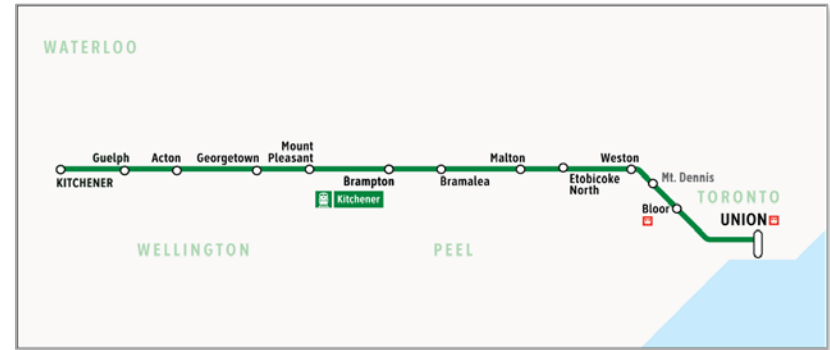 WATERLOO
Mount
Guelph Acton Georgetown Pleasant Malton Weston
KITCHENER Brampton Bramalea Etobicoke
North
Mt. Dennis
Kitchener
TORONTO
Bloor
UNION
WELLINGTON PEEL